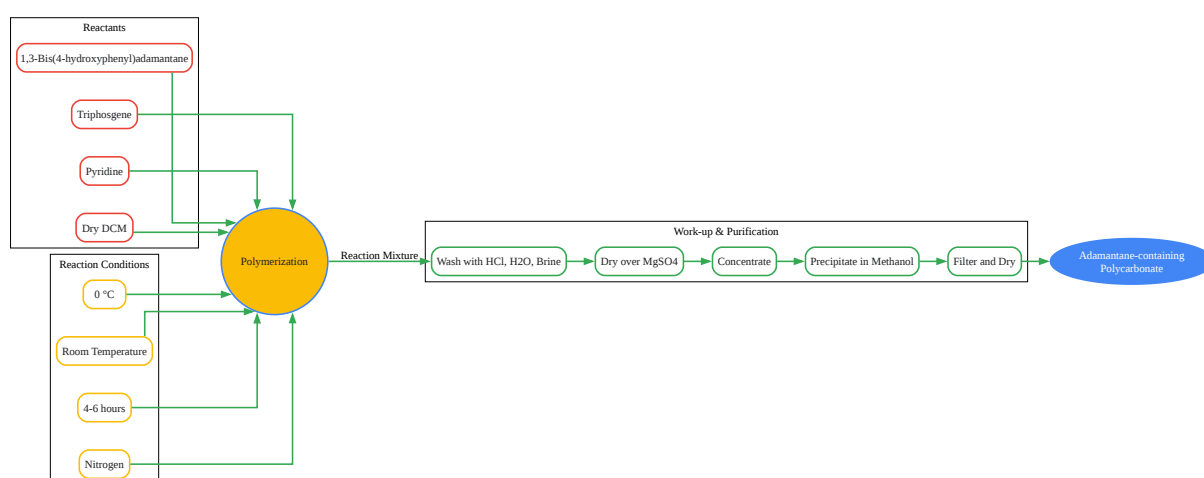 Reactants
1,3-Bis(4-hydroxyphenyl)adamantane
Triphosgene
Pyridine
Dry DCM
Reaction Conditions
0 °C
Room Temperature
4-6 hours
Nitrogen
Polymerization
Reaction Mixture
Work-up & Purification
Wash with HCl, H2O, Brine
Dry over MgSO4
Concentrate
Precipitate in Methanol
Filter and Dry
Adamantane-containing
Polycarbonate